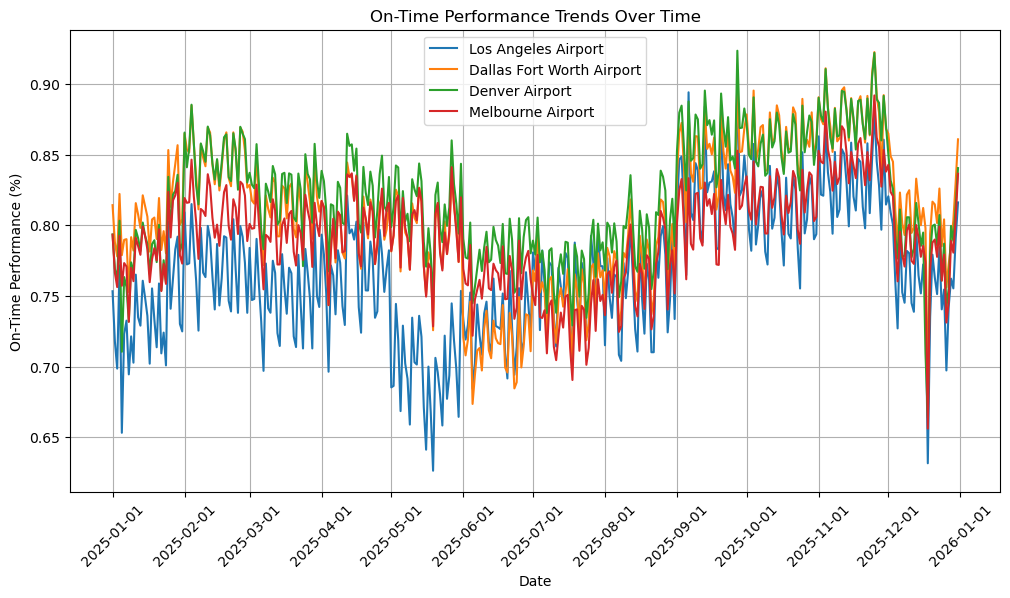 On-Time Performance Trends Over Time
Los Angeles Airport
Dallas Fort Worth Airport
Denver Airport
Melbourne Airport
On-Time Performance (%)
0.90
0.85
0.80
0.75
0.70
0.65
2025-01-01
2025-02-01
2025-03-01
2025-04-01
2025-05-01
2025-06-01
2025-07-01
2025-08-01
2025-09-01
2025-10-01
2025-11-01
2025-12-01
2026-01-01
Date